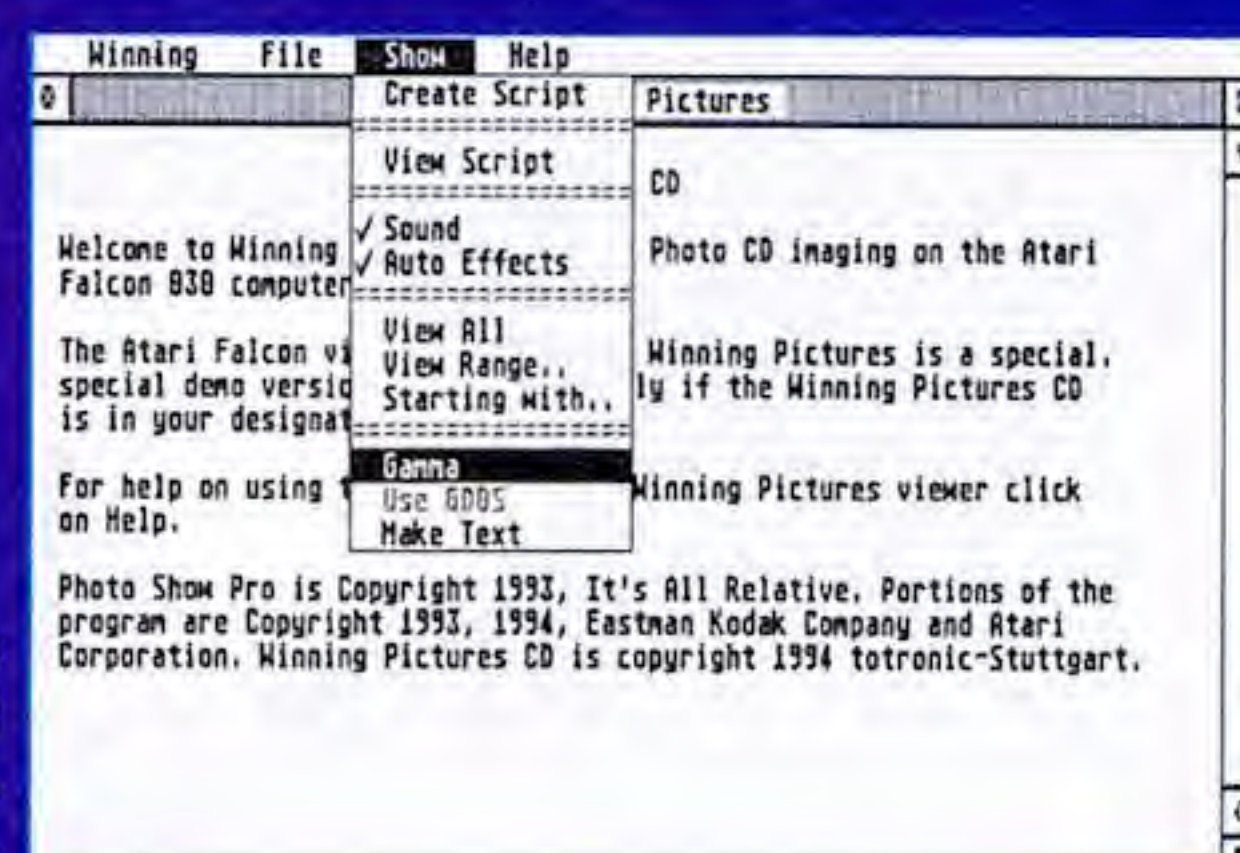 Winning File Show Help
Pictures
Create Script
View Script
✓ Sound
✓ Auto Effects
View All
View Range..
Starting with..
Gamma
Use GDOS
Make Text
CD
Welcome to Winning Photo CD imaging on the Atari
Falcon 030 computer
The Atari Falcon vi Winning Pictures is a special.
special demo versio ly if the Winning Pictures CD
is in your designat
For help on using t Winning Pictures viewer click
on Help.
Photo Show Pro is Copyright 1993, It's All Relative. Portions of the
program are Copyright 1993, 1994, Eastman Kodak Company and Atari
Corporation. Winning Pictures CD is copyright 1994 totronic-Stuttgart.